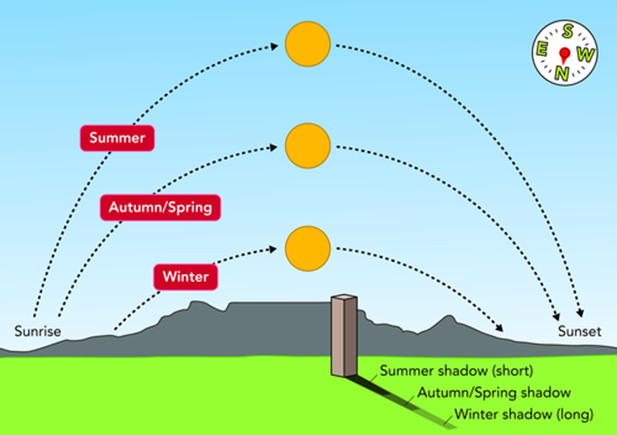 S
E W
N
Summer
Autumn/Spring
Winter
Sunrise
Sunset
Summer shadow (short)
Autumn/Spring shadow
Winter shadow (long)